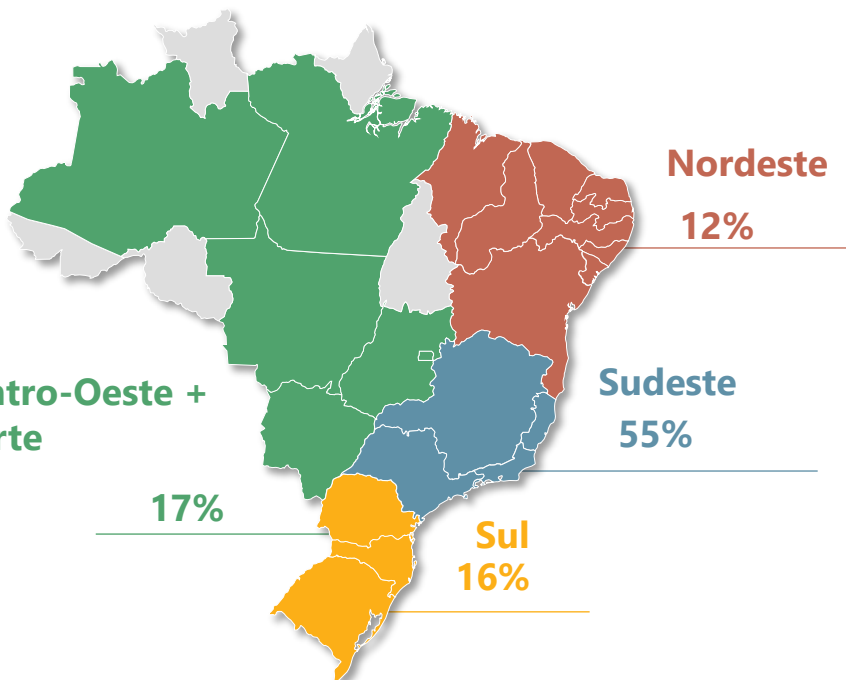 Nordeste
12%
Sudeste
55%
ntro-Oeste +
rte
17%
Sul
16%